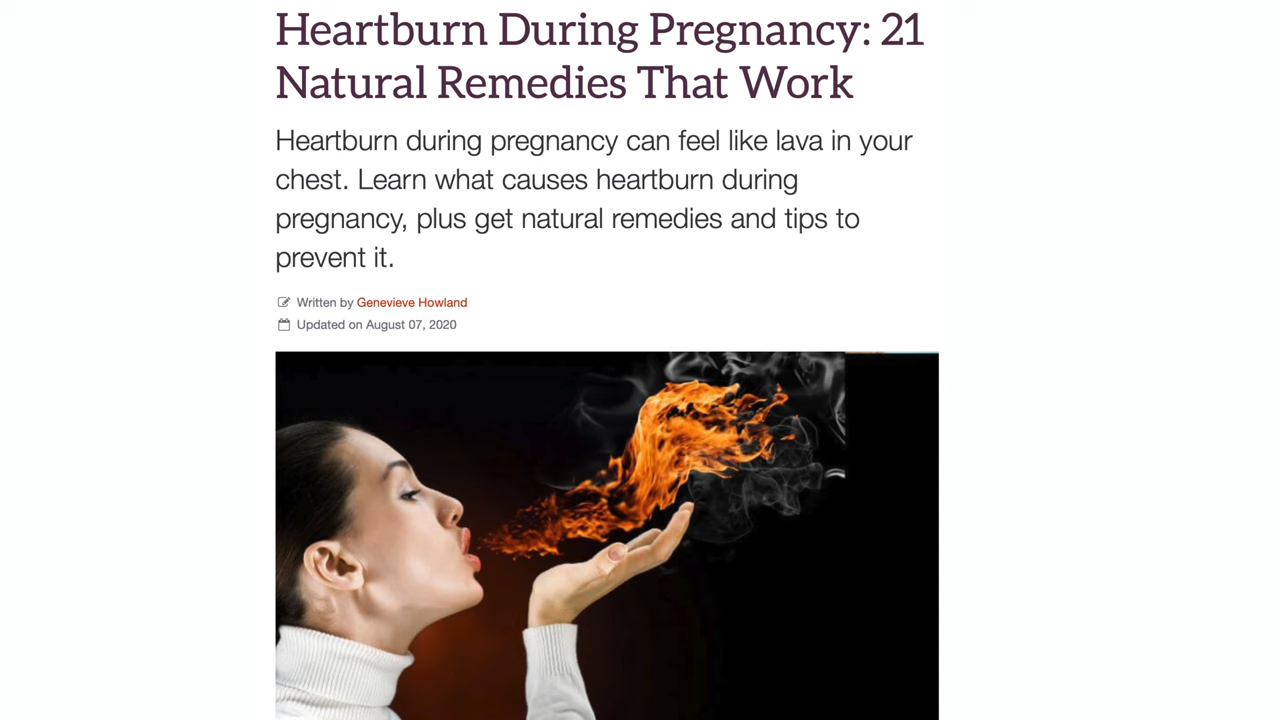 Heartburn During Pregnancy: 21
Natural Remedies That Work
Heartburn during pregnancy can feel like lava in your
chest. Learn what causes heartburn during
pregnancy, plus get natural remedies and tips to
prevent it.
Written by Genevieve Howland
Updated on August 07, 2020